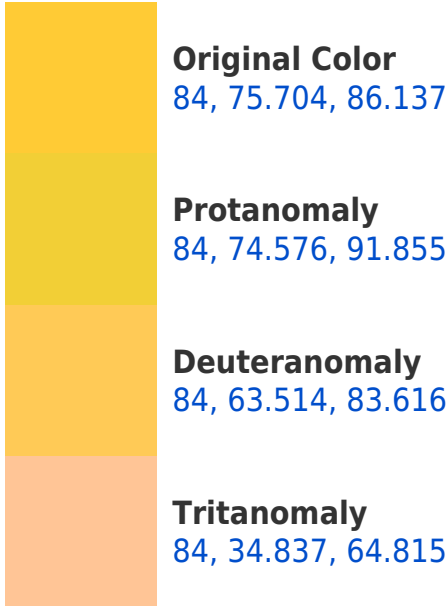 Original Color
84, 75.704, 86.137
Protanomaly
84, 74.576, 91.855
Deuteranomaly
84, 63.514, 83.616
Tritanomaly
84, 34.837, 64.815